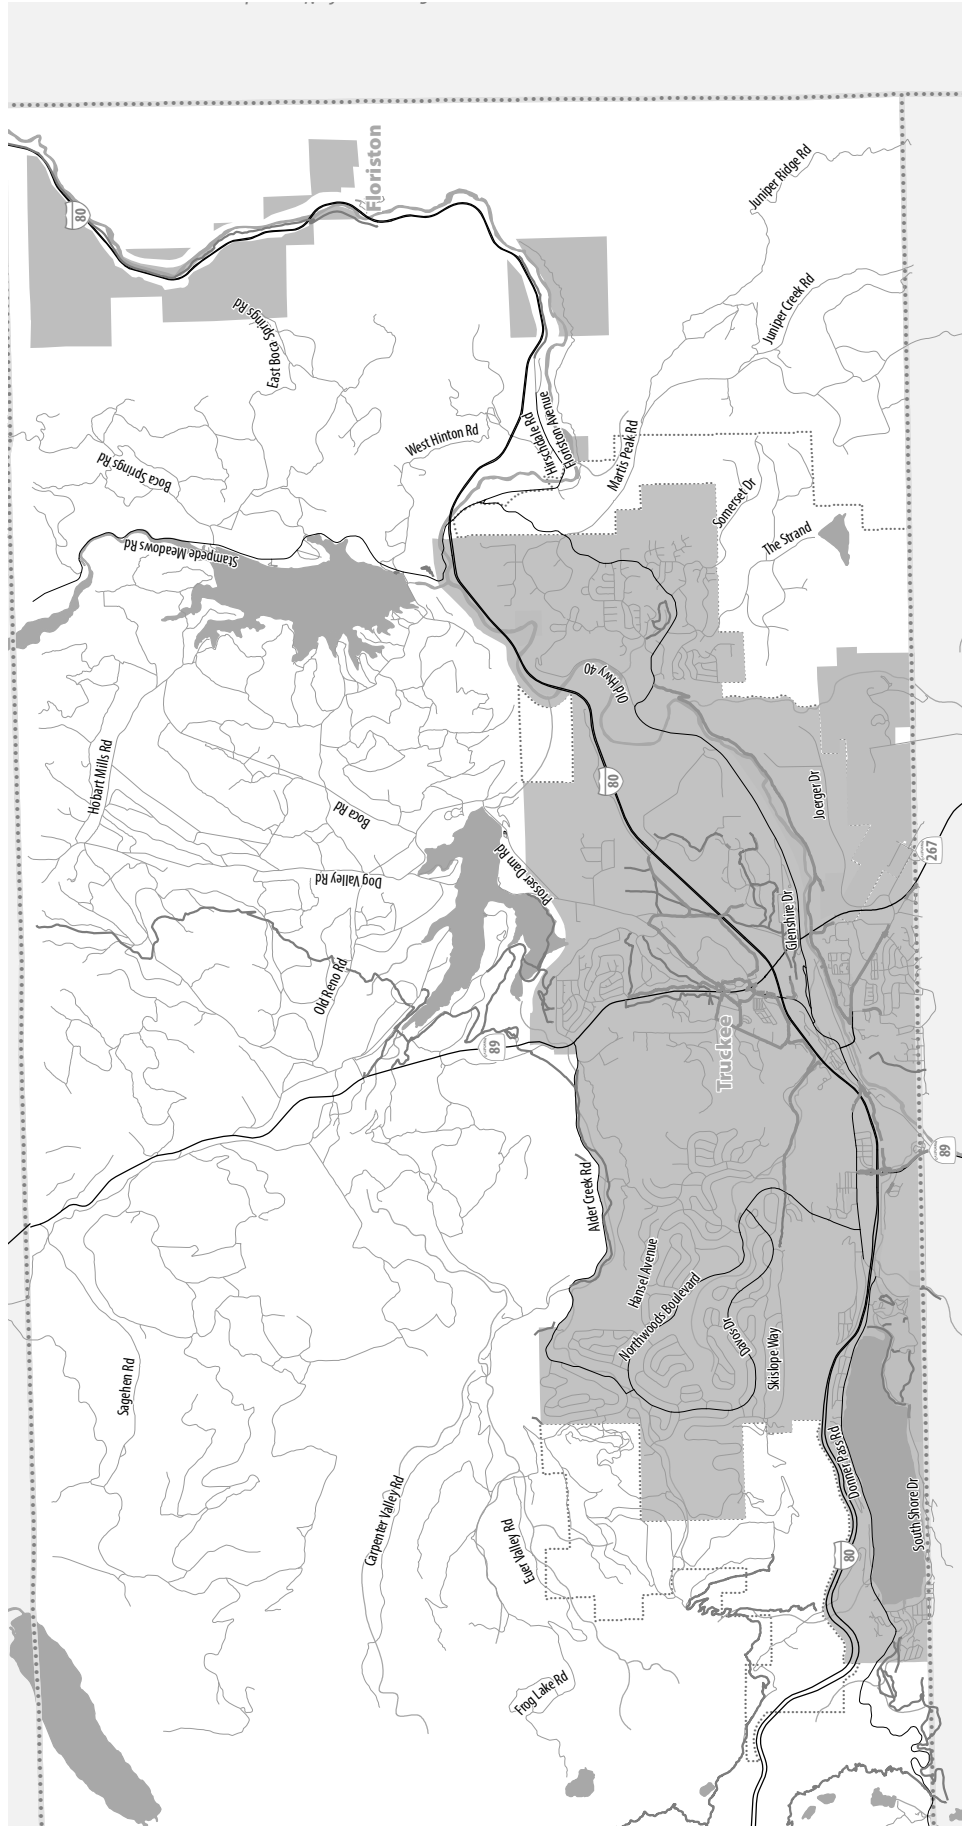 Floriston
Juniper Ridge Rd
80
Juniper Creek Rd
East Boca Springs Rd
West Hinton Rd
Hirschdale Rd
Floriston Avenue
Martis Peak Rd
Boca Springs Rd
Somerset Dr
The Strand
Stampede Meadows Rd
Old Hwy 40
Hobart Mills Rd
80
Joerger Dr
Boca Rd
267
Prosser Dam Rd
Dog Valley Rd
Glenshire Dr
Old Reno Rd
89
Truckee
89
Alder Creek Rd
Hansel Avenue
Northwoods Boulevard
Davos Dr
Skislope Way
Sagehen Rd
Donner Pass Rd
Carpenter Valley Rd
South Shore Dr
Euer Valley Rd
80
Frog Lake Rd